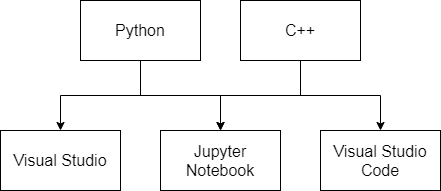 Python
C++
Visual Studio
Jupyter
Notebook
Visual Studio
Code